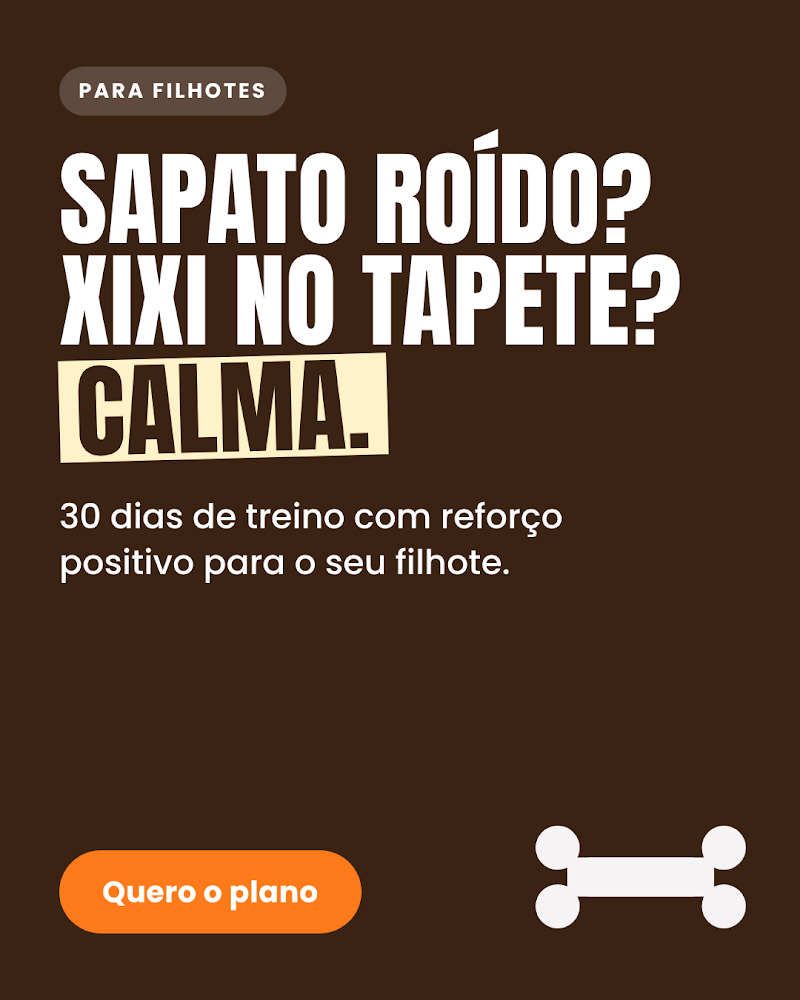 PARA FILHOTES
SAPATO ROÍDO?
XIXI NO TAPETE?
CALMA.
30 dias de treino com reforço
positivo para o seu filhote.
Quero o plano